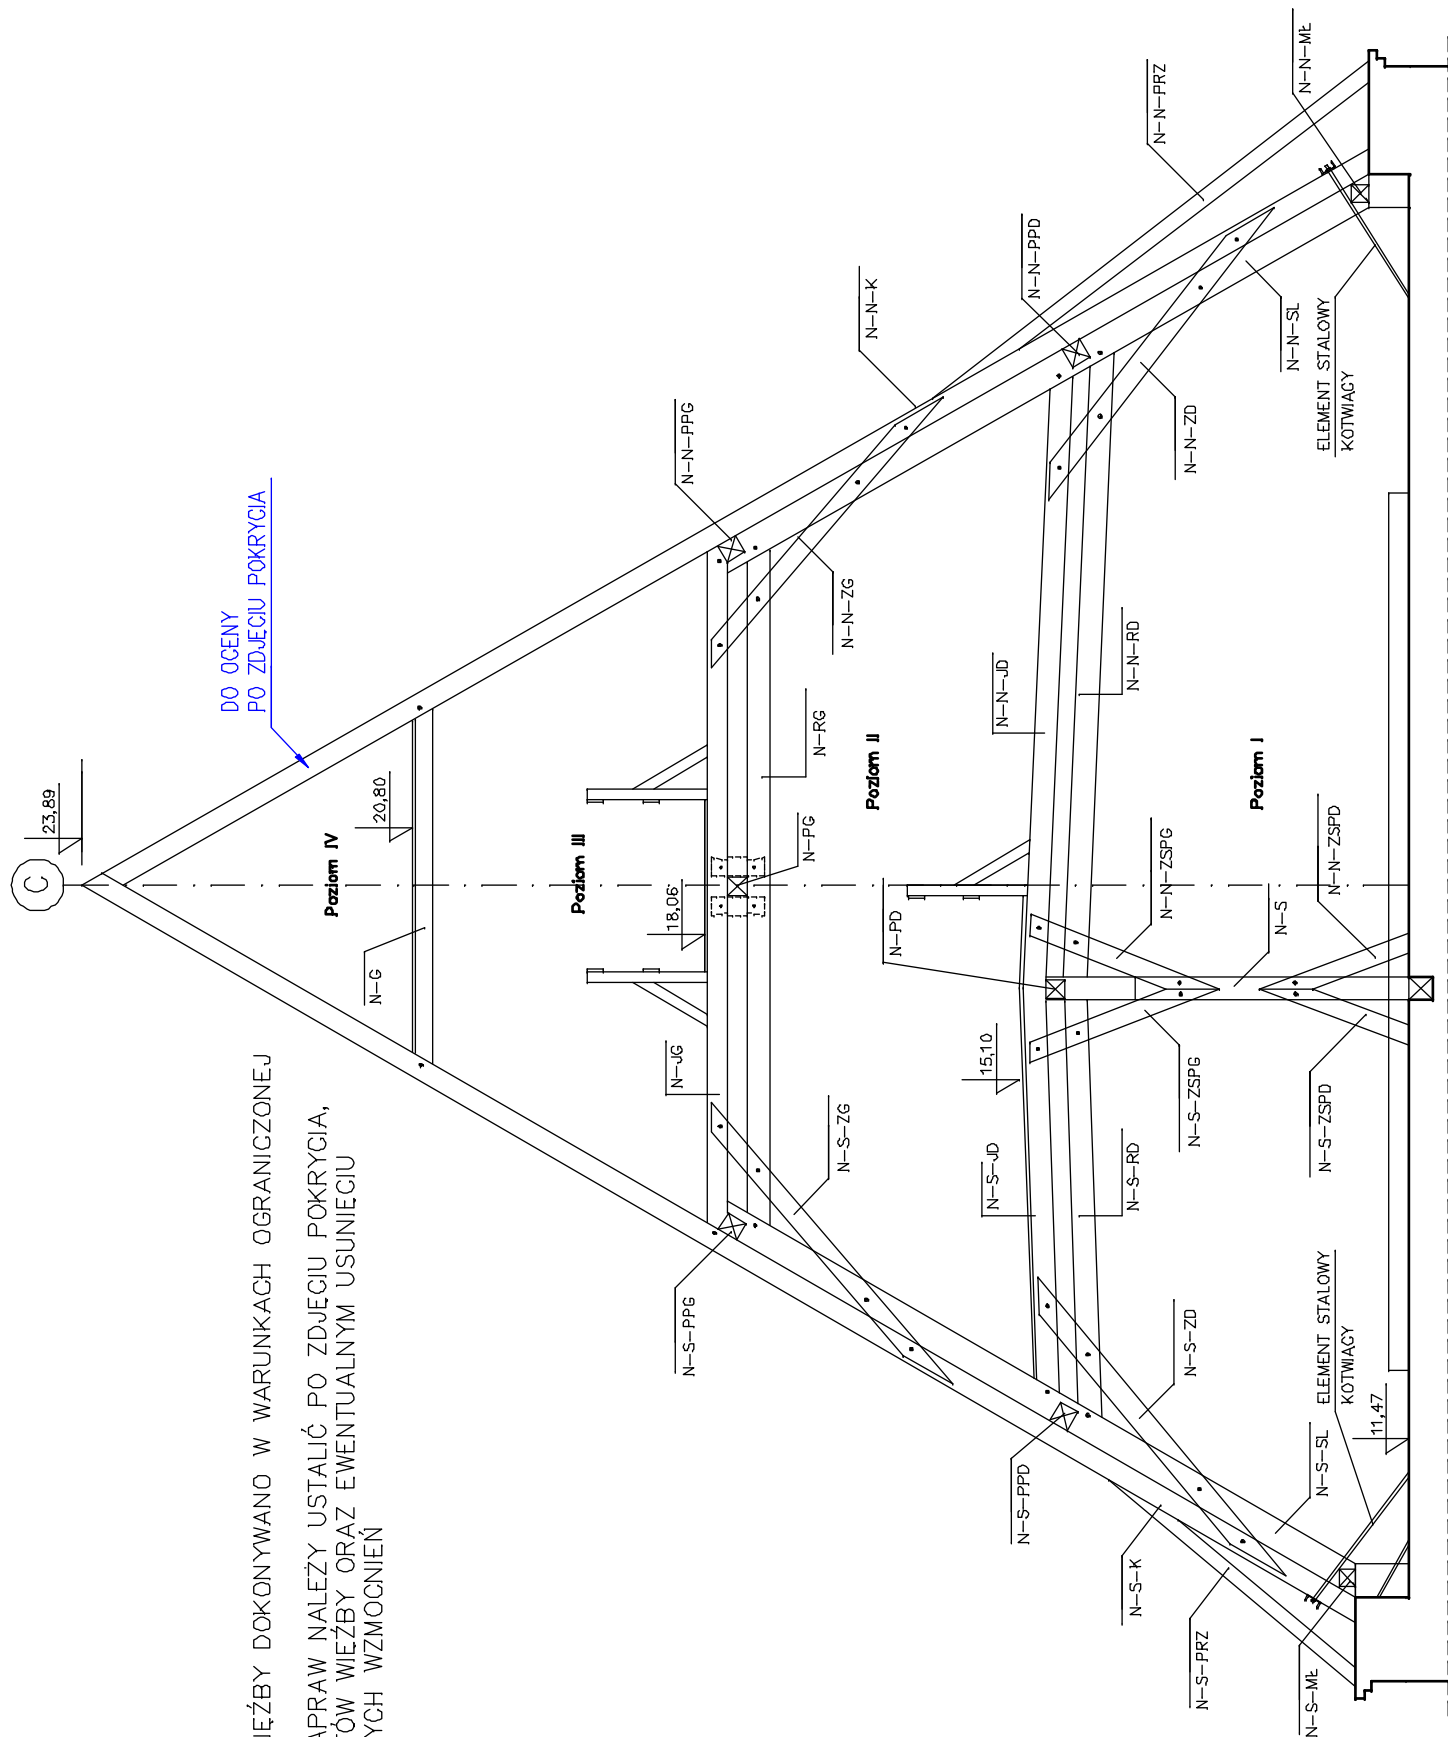 IĘŹBY DOKONYWANO W WARUNKACH OGRANICZONEJ
APRAW NALEŻY USTALIĆ PO ZDJĘCIU POKRYCIA,
TÓW WIĘŹBY ORAZ EWENTUALNYM USUNIĘCIU
YCH WZMOCNIEŃ
DO OCENY
PO ZDJĘCIU POKRYCIA
C
23,89
20,80
Poziom IV
N-G
Poziom III
18,06
N-JG
N-RG
N-PG
N-N-PPG
N-S-PPG
N-N-K
N-N-ZG
N-S-ZG
Poziom II
N-PD
N-N-PPD
N-N-JD
N-S-JD
15,10
N-S-PPD
N-N-RD
N-S-RD
N-N-PRZ
N-N-ZD
N-S-ZD
N-S-K
N-N-ZSPG
N-S-ZSPG
N-S-PRZ
Poziom I
N-S
N-N-SL
N-S-SL
N-N-MŁ
N-S-MŁ
N-N-ZSPD
N-S-ZSPD
ELEMENT STALOWY
KOTWIĄCY
ELEMENT STALOWY
KOTWIĄCY
11,47